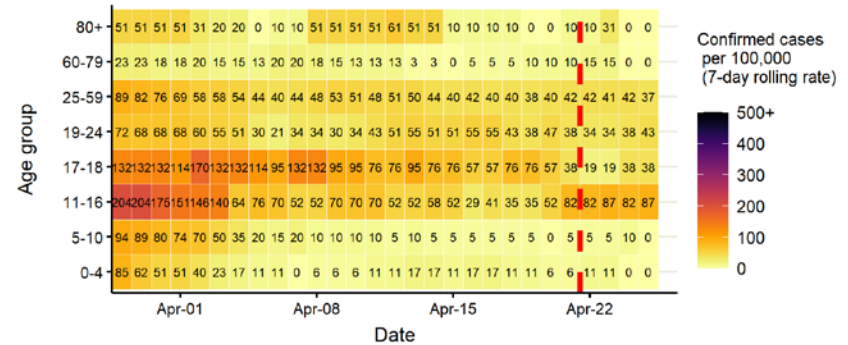 80+ 51 51 51 51 31 20 20 0 10 10 51 51 51 51 61 51 51 10 10 10 10 0 0 10 10 31 0 0
60-79 23 23 18 18 20 15 15 13 20 20 18 15 13 13 13 3 3 0 5 5 5 10 10 10 15 15 0 0
25-59 89 82 76 69 58 58 54 44 40 44 48 53 51 48 51 50 44 40 42 40 40 38 40 42 42 41 42 37
19-24 72 68 68 68 60 55 51 30 21 34 34 30 34 43 51 55 51 51 55 55 43 38 47 38 34 34 38 43
17-18 132 132 132 114 170 132 132 114 95 132 132 95 95 76 76 95 76 76 57 57 76 76 57 38 19 19 38 38
11-16 204 204 175 151 146 140 64 76 70 52 52 70 70 70 52 52 58 52 29 41 35 35 52 82 82 87 82 87
5-10 94 89 80 74 70 50 35 20 15 20 10 10 10 10 5 10 5 5 5 5 5 5 0 5 5 5 10 0
0-4 85 62 51 51 40 23 17 11 11 0 6 6 6 11 11 17 17 17 11 17 11 11 6 6 11 11 0 0
Age group
Apr-01 Apr-08 Apr-15 Apr-22
Date
Confirmed cases
per 100,000
(7-day rolling rate)
500+
400
300
200
100
0